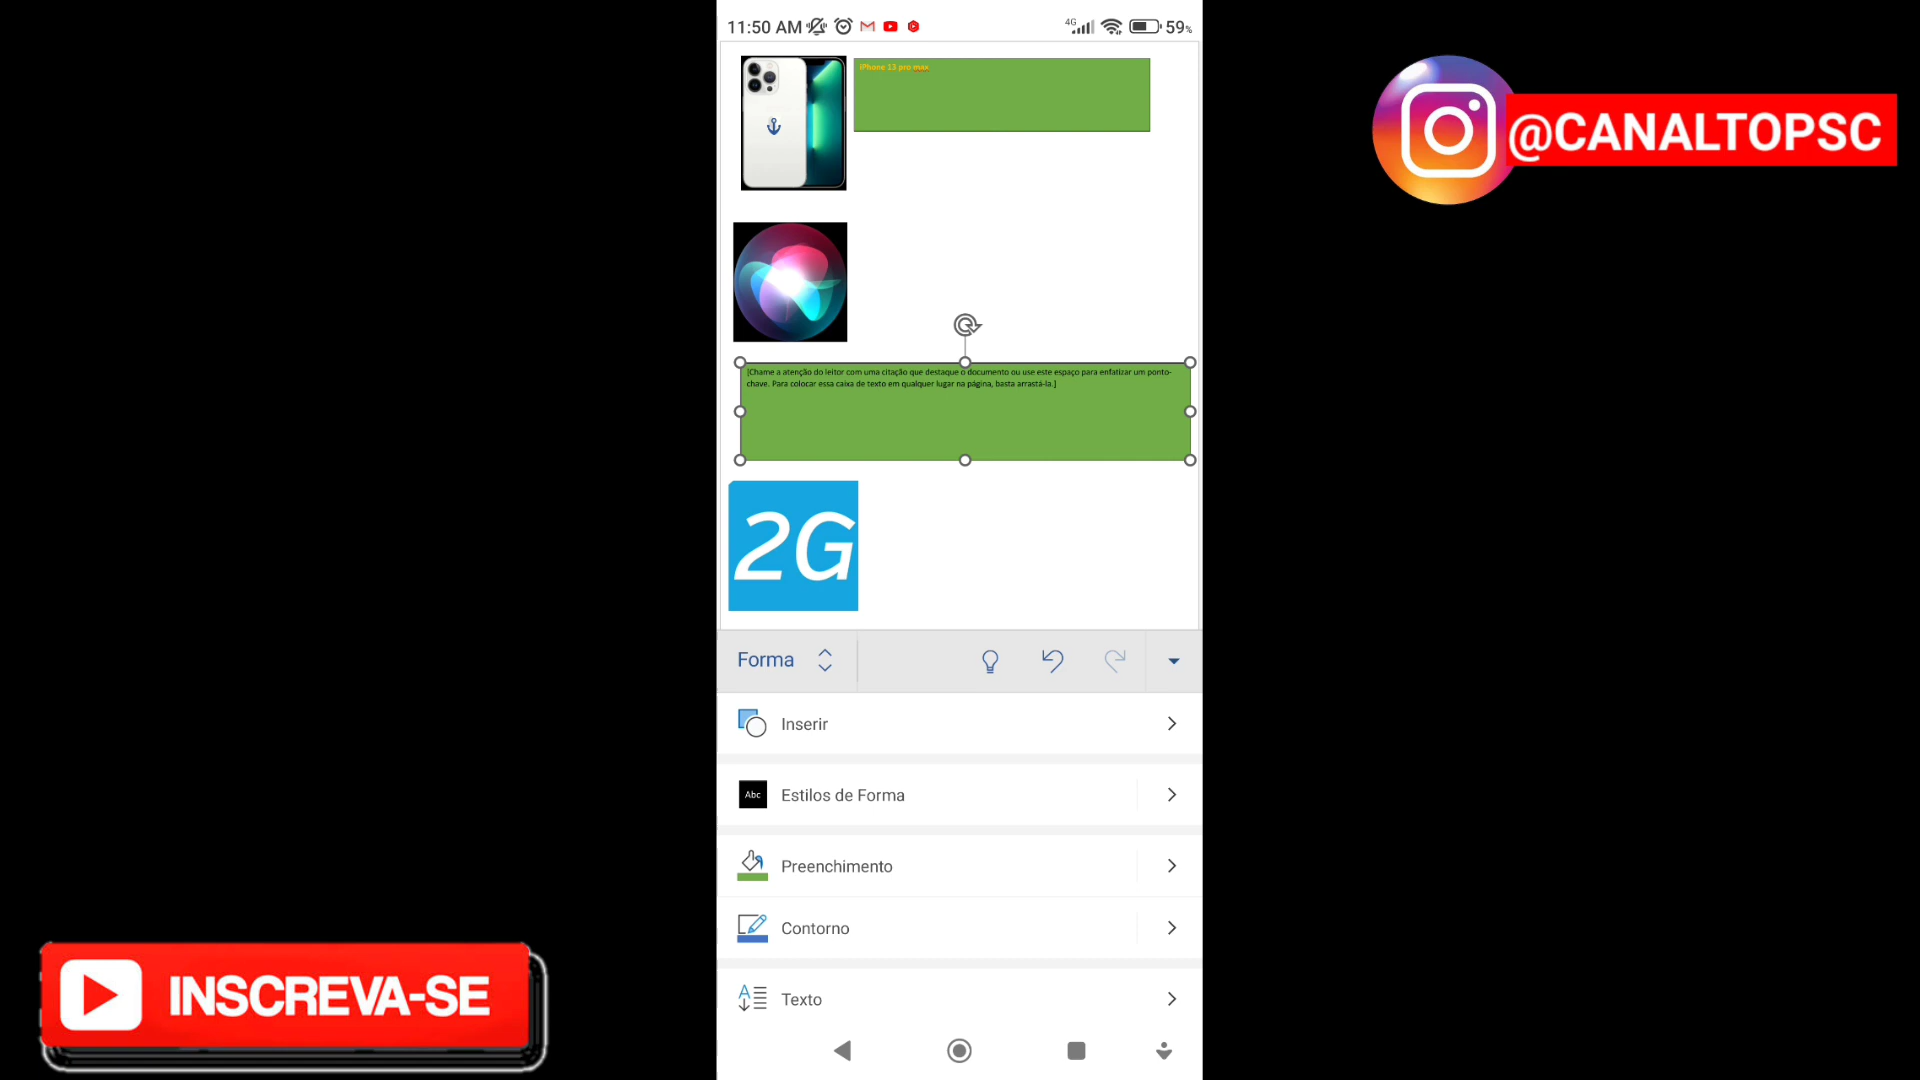 11:50 AM
4G
59%
iPhone 13 pro max
[Chame a atenção do leitor com uma citação que destaque o documento ou use este espaço para enfatizar um ponto-
chave. Para colocar essa caixa de texto em qualquer lugar na página, basta arrastá-la.]
2G
Forma
Inserir
Abc
Estilos de Forma
Preenchimento
Contorno
A
Texto
@CANALTOPSC
INSCREVA-SE